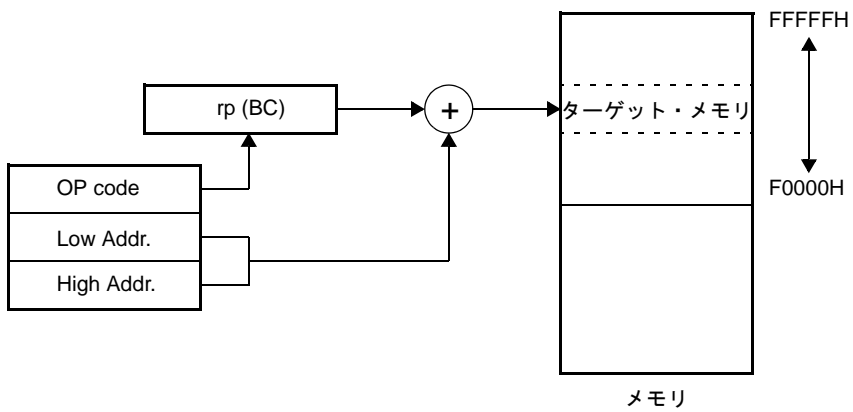 FFFFFH
rp (BC)
+
ターゲット・メモリ
OP code
F0000H
Low Addr.
High Addr.
メモリ